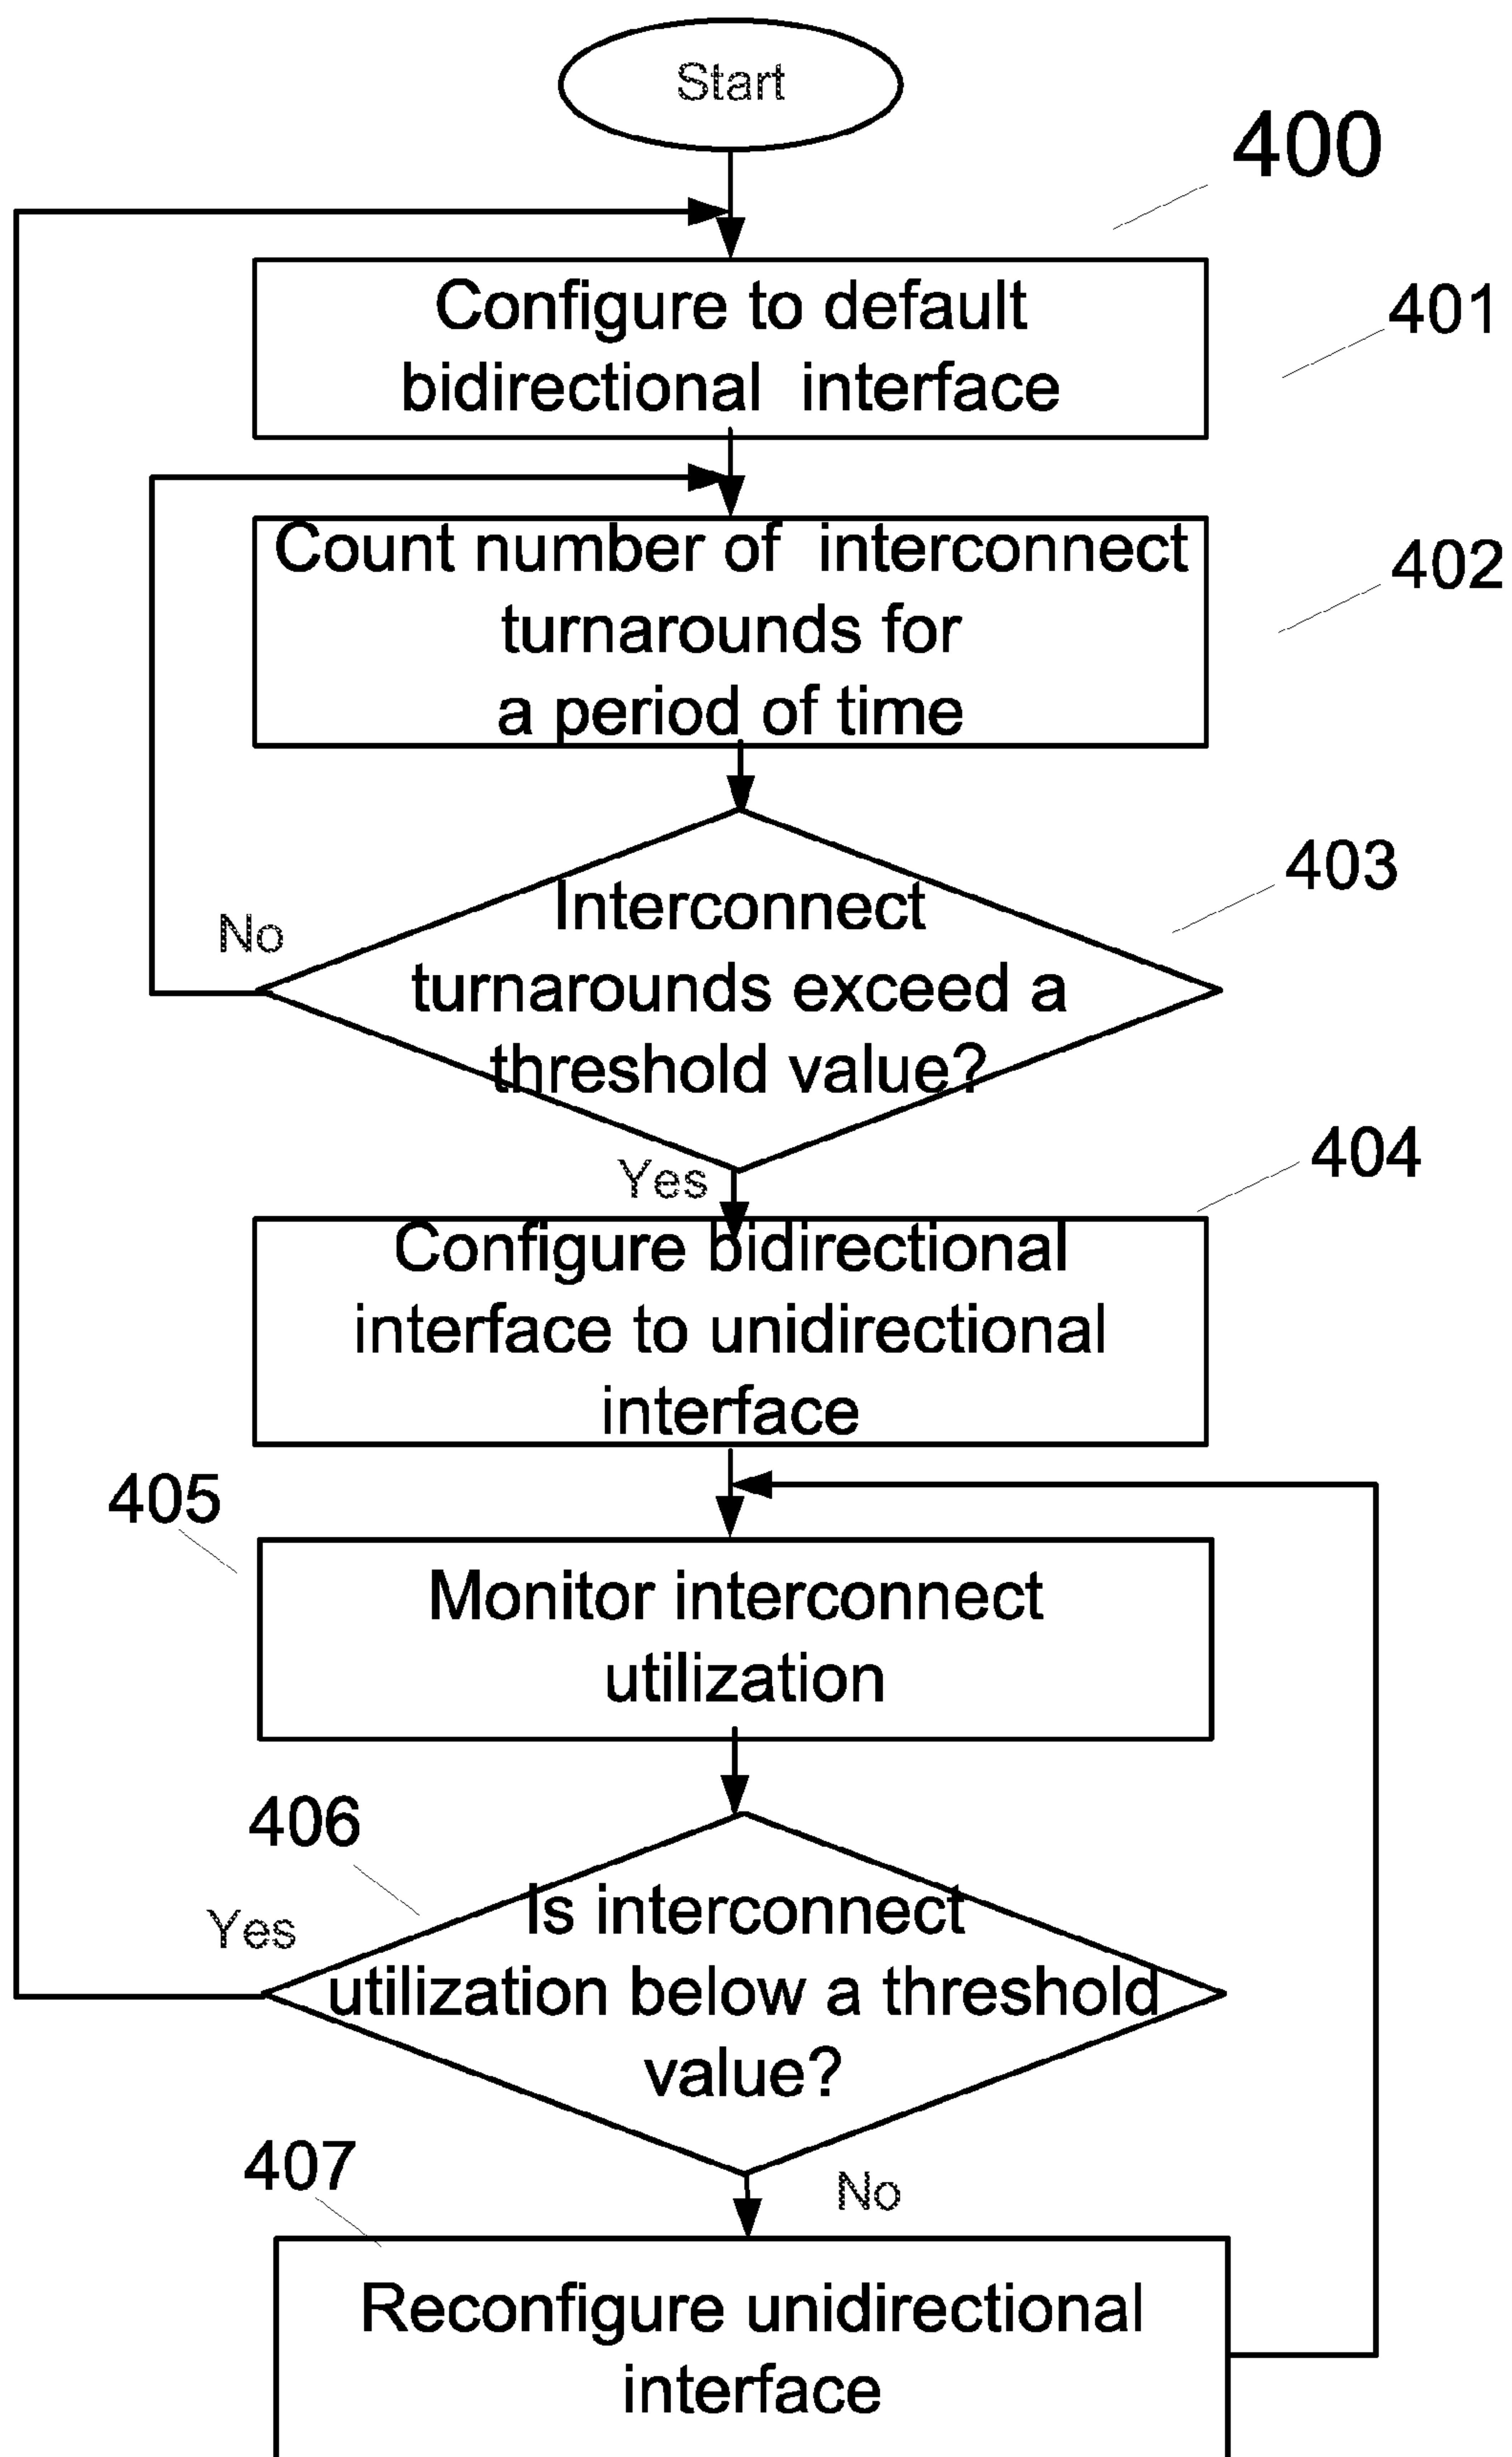 Start
400
Configure to default
bidirectional interface
401
Count number of interconnect
turnarounds for
a period of time
402
Interconnect
turnarounds exceed a
threshold value?
403
No
Yes
404
Configure bidirectional
interface to unidirectional
interface
405
Monitor interconnect
utilization
406
Yes
Is interconnect
utilization below a threshold
value?
407
No
Reconfigure unidirectional
interface